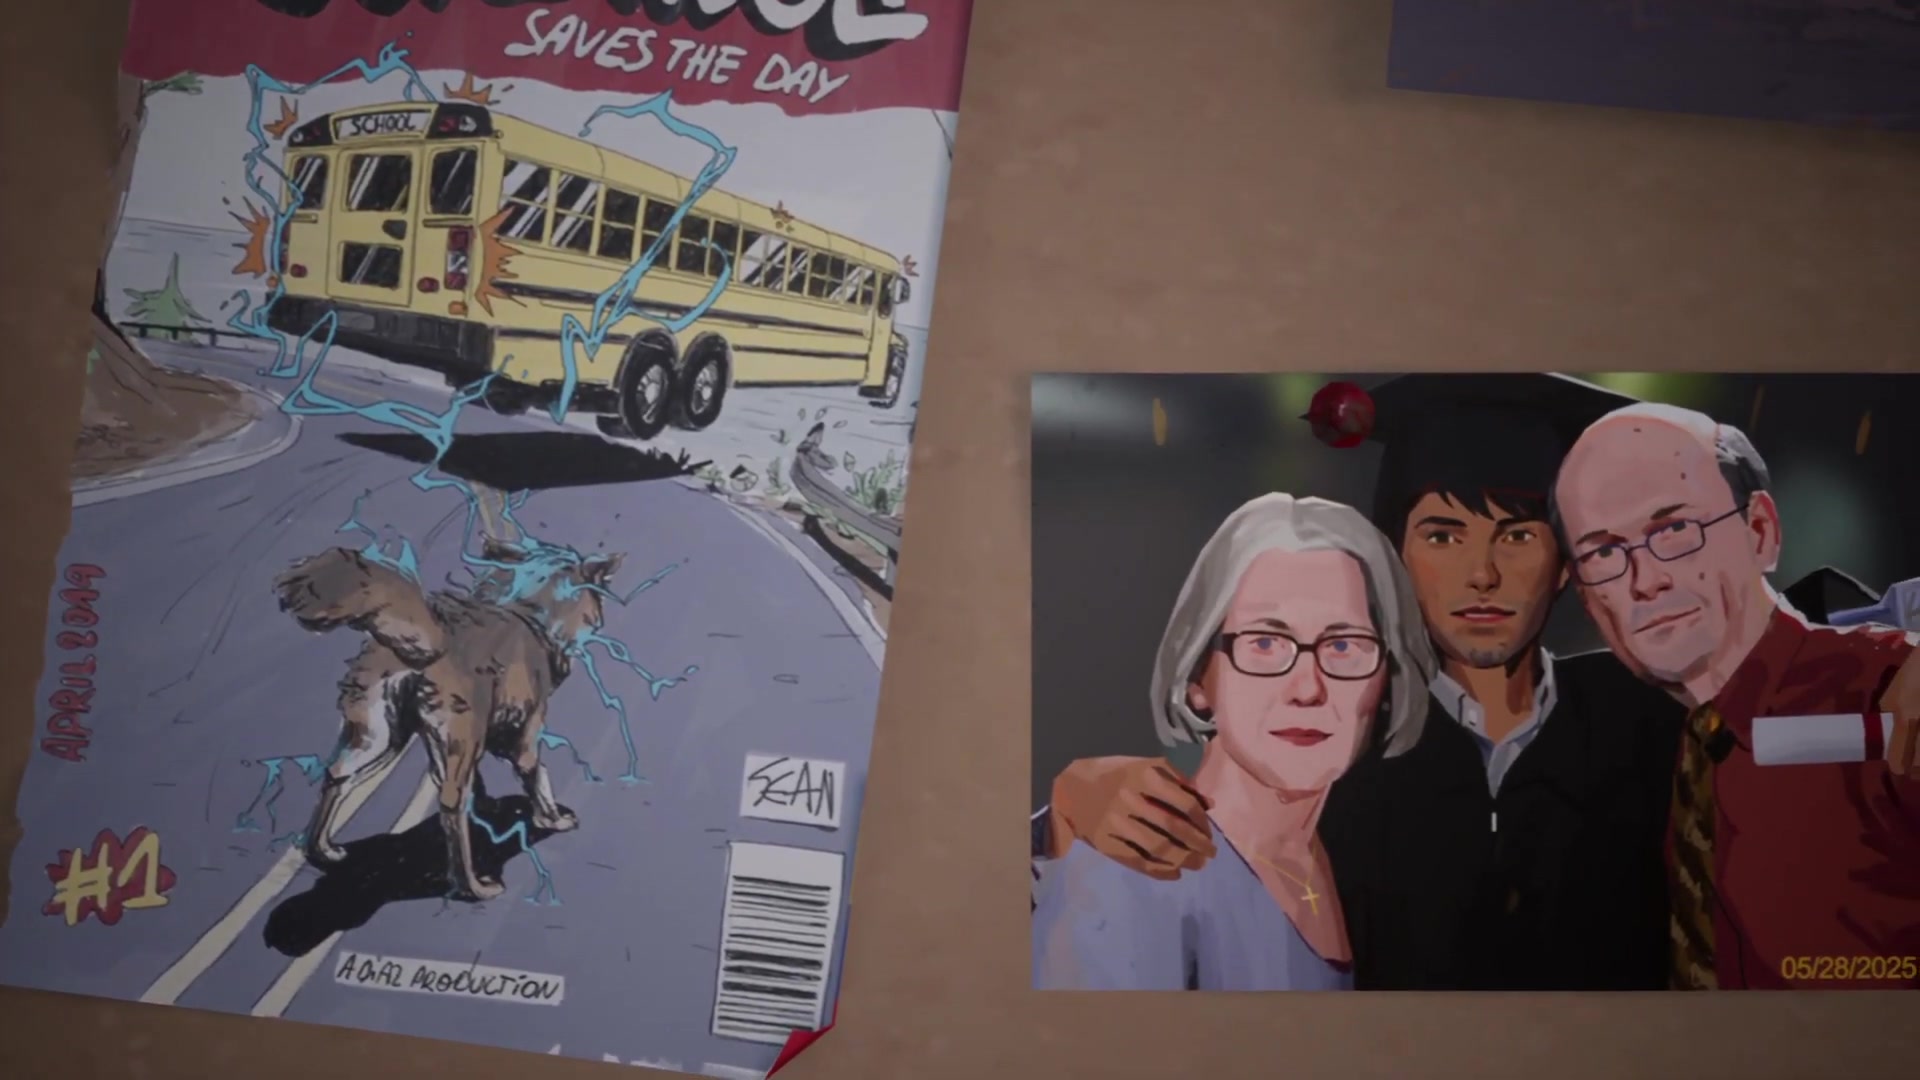 SAVES THE DAY
SCHOOL
APRIL 2019
SEAN
#1
A DIAZ PRODUCTION
05/28/2025